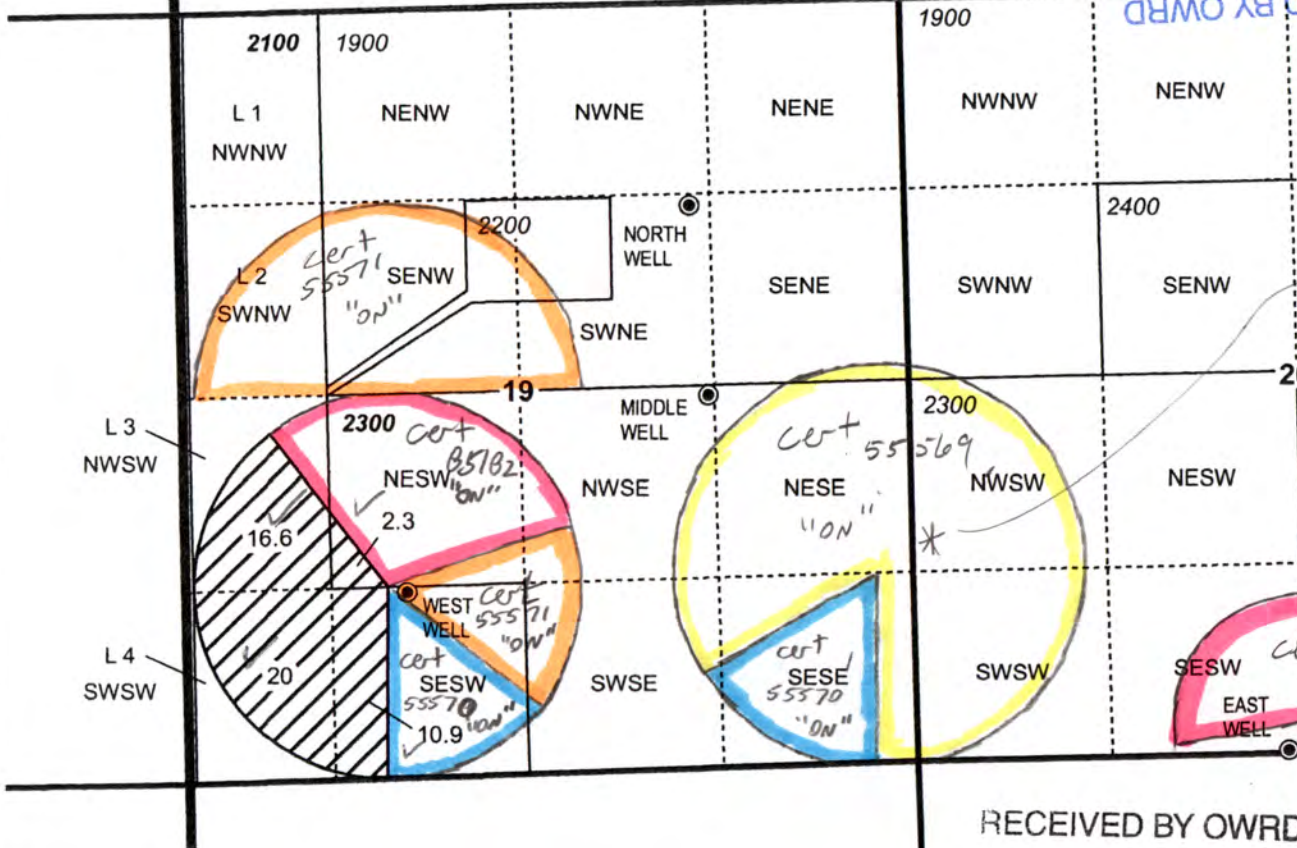 D BY OWRD
2100
1900
1900
L 1
NWNW
NENW
NWNE
NENE
NWNW
NENW
2200
NORTH
WELL
2400
cert
55571
"ON"
L 2
SWNW
SENW
SWNE
SENE
SWNW
SENW
19
2
L 3
NWSW
2300
cert
"ON"
NESW
16.6
2.3
MIDDLE
WELL
NWSE
cert 55569
NESE
"ON"
2300
NWSW
*
NESW
L 4
SWSW
20
WEST
WELL
cert
55571
"ON"
cert
SESW
55570
"ON"
10.9
SWSE
cert
SESE
55570
"ON"
SWSW
SESW
EAST
WELL
RECEIVED BY OWRD